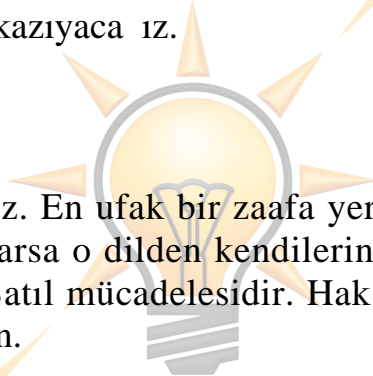 kazıyaca ız.
z. En ufak bir zaafa yer
arsa o dilden kendilerin
Batıl mücadelesidir. Hak
n.